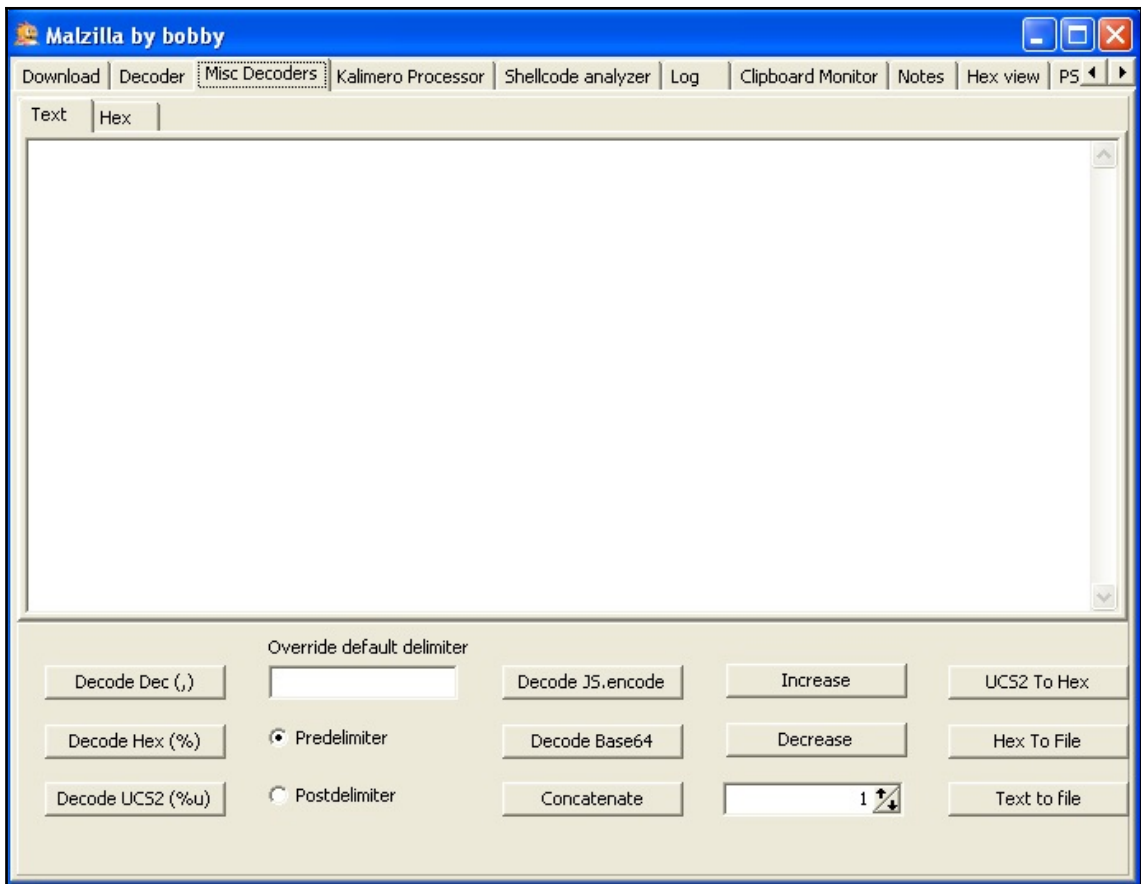 Malzilla by bobby
Download Decoder Misc Decoders Kalimero Processor Shellcode analyzer Log Clipboard Monitor Notes Hex view PS
Text Hex
Override default delimiter
Decode Dec (,) Decode JS.encode Increase UCS2 To Hex
Decode Hex (%) Predelimiter Decode Base64 Decrease Hex To File
Decode UCS2 (%u) Postdelimiter Concatenate 1 Text to file